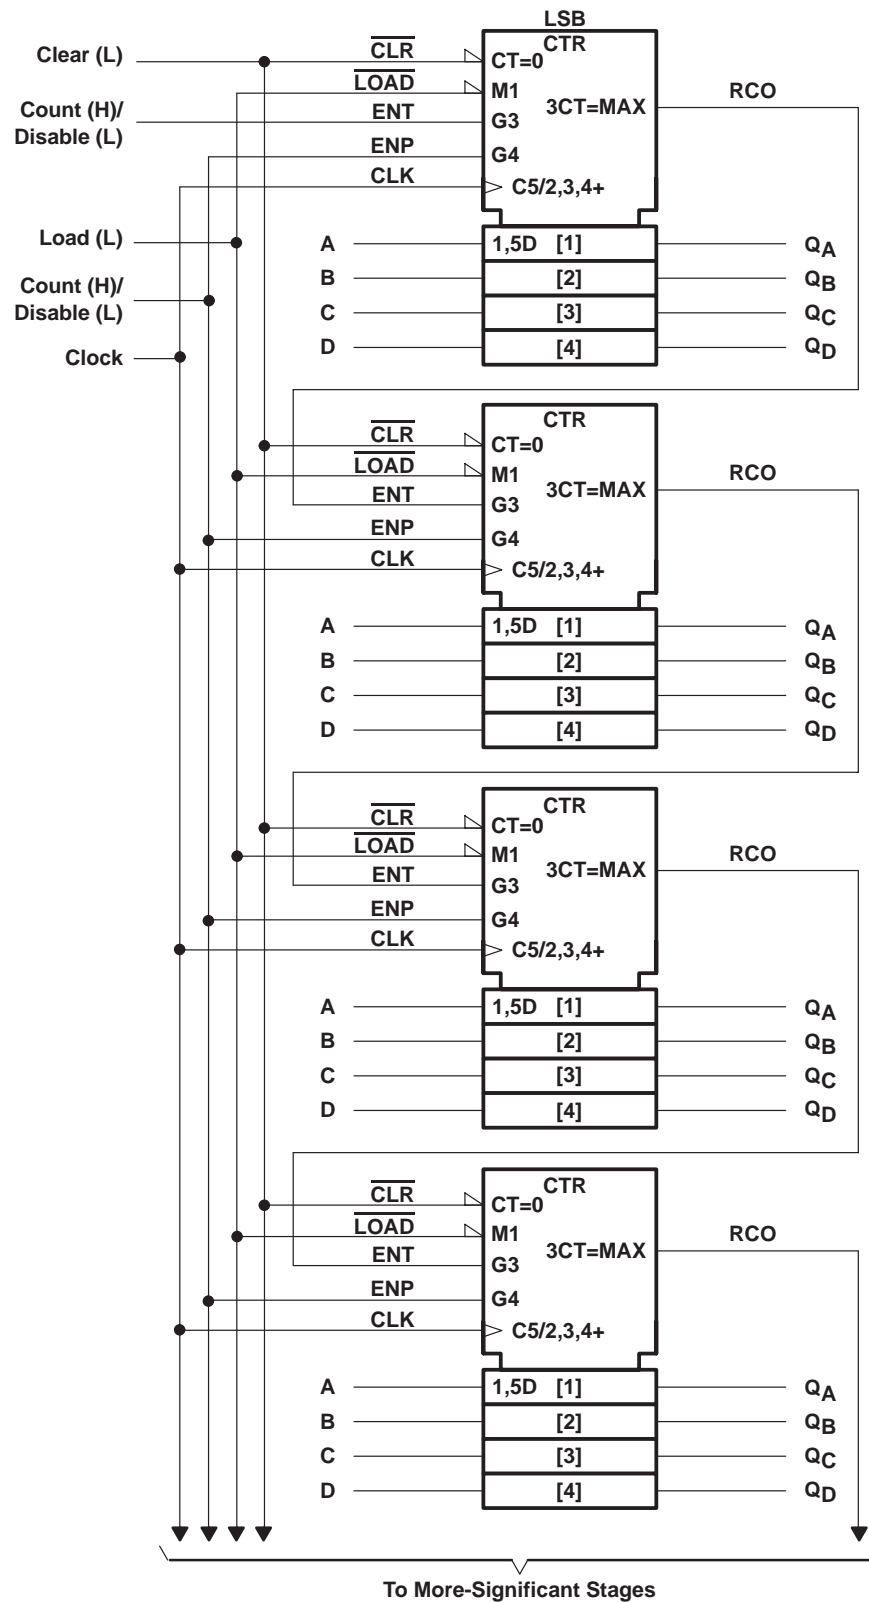 LSB
CTR
Clear (L)
CLR
CT=0
LOAD
M1
3CT=MAX
RCO
Count (H)/
Disable (L)
ENT
G3
ENP
G4
CLK
C5/2,3,4+
Load (L)
Count (H)/
Disable (L)
Clock
A 1,5D [1] QA
B [2] QB
C [3] QC
D [4] QD
CTR
CLR
CT=0
LOAD
M1
3CT=MAX
RCO
ENT
G3
ENP
G4
CLK
C5/2,3,4+
A 1,5D [1] QA
B [2] QB
C [3] QC
D [4] QD
CTR
CLR
CT=0
LOAD
M1
3CT=MAX
RCO
ENT
G3
ENP
G4
CLK
C5/2,3,4+
A 1,5D [1] QA
B [2] QB
C [3] QC
D [4] QD
CTR
CLR
CT=0
LOAD
M1
3CT=MAX
RCO
ENT
G3
ENP
G4
CLK
C5/2,3,4+
A 1,5D [1] QA
B [2] QB
C [3] QC
D [4] QD
To More-Significant Stages